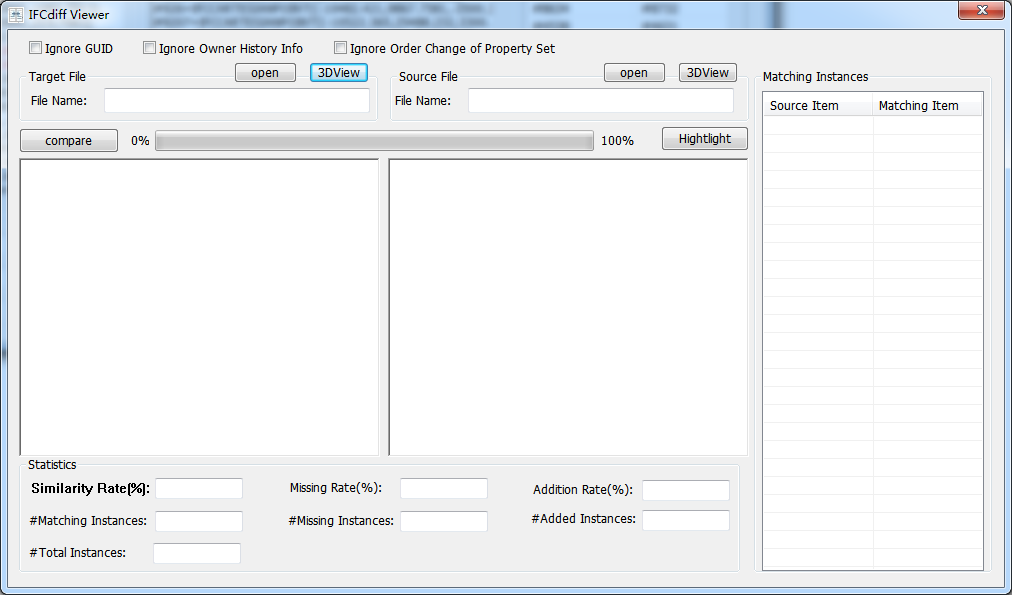 IFCdiff Viewer
Ignore GUID
Ignore Owner History Info
Ignore Order Change of Property Set
Target File
open
3DView
Source File
open
3DView
Matching Instances
File Name:
File Name:
Source Item
Matching Item
compare
0%
100%
Hightlight
Statistics
Similarity Rate(%):
Missing Rate(%):
Addition Rate(%):
#Matching Instances:
#Missing Instances:
#Added Instances:
#Total Instances: